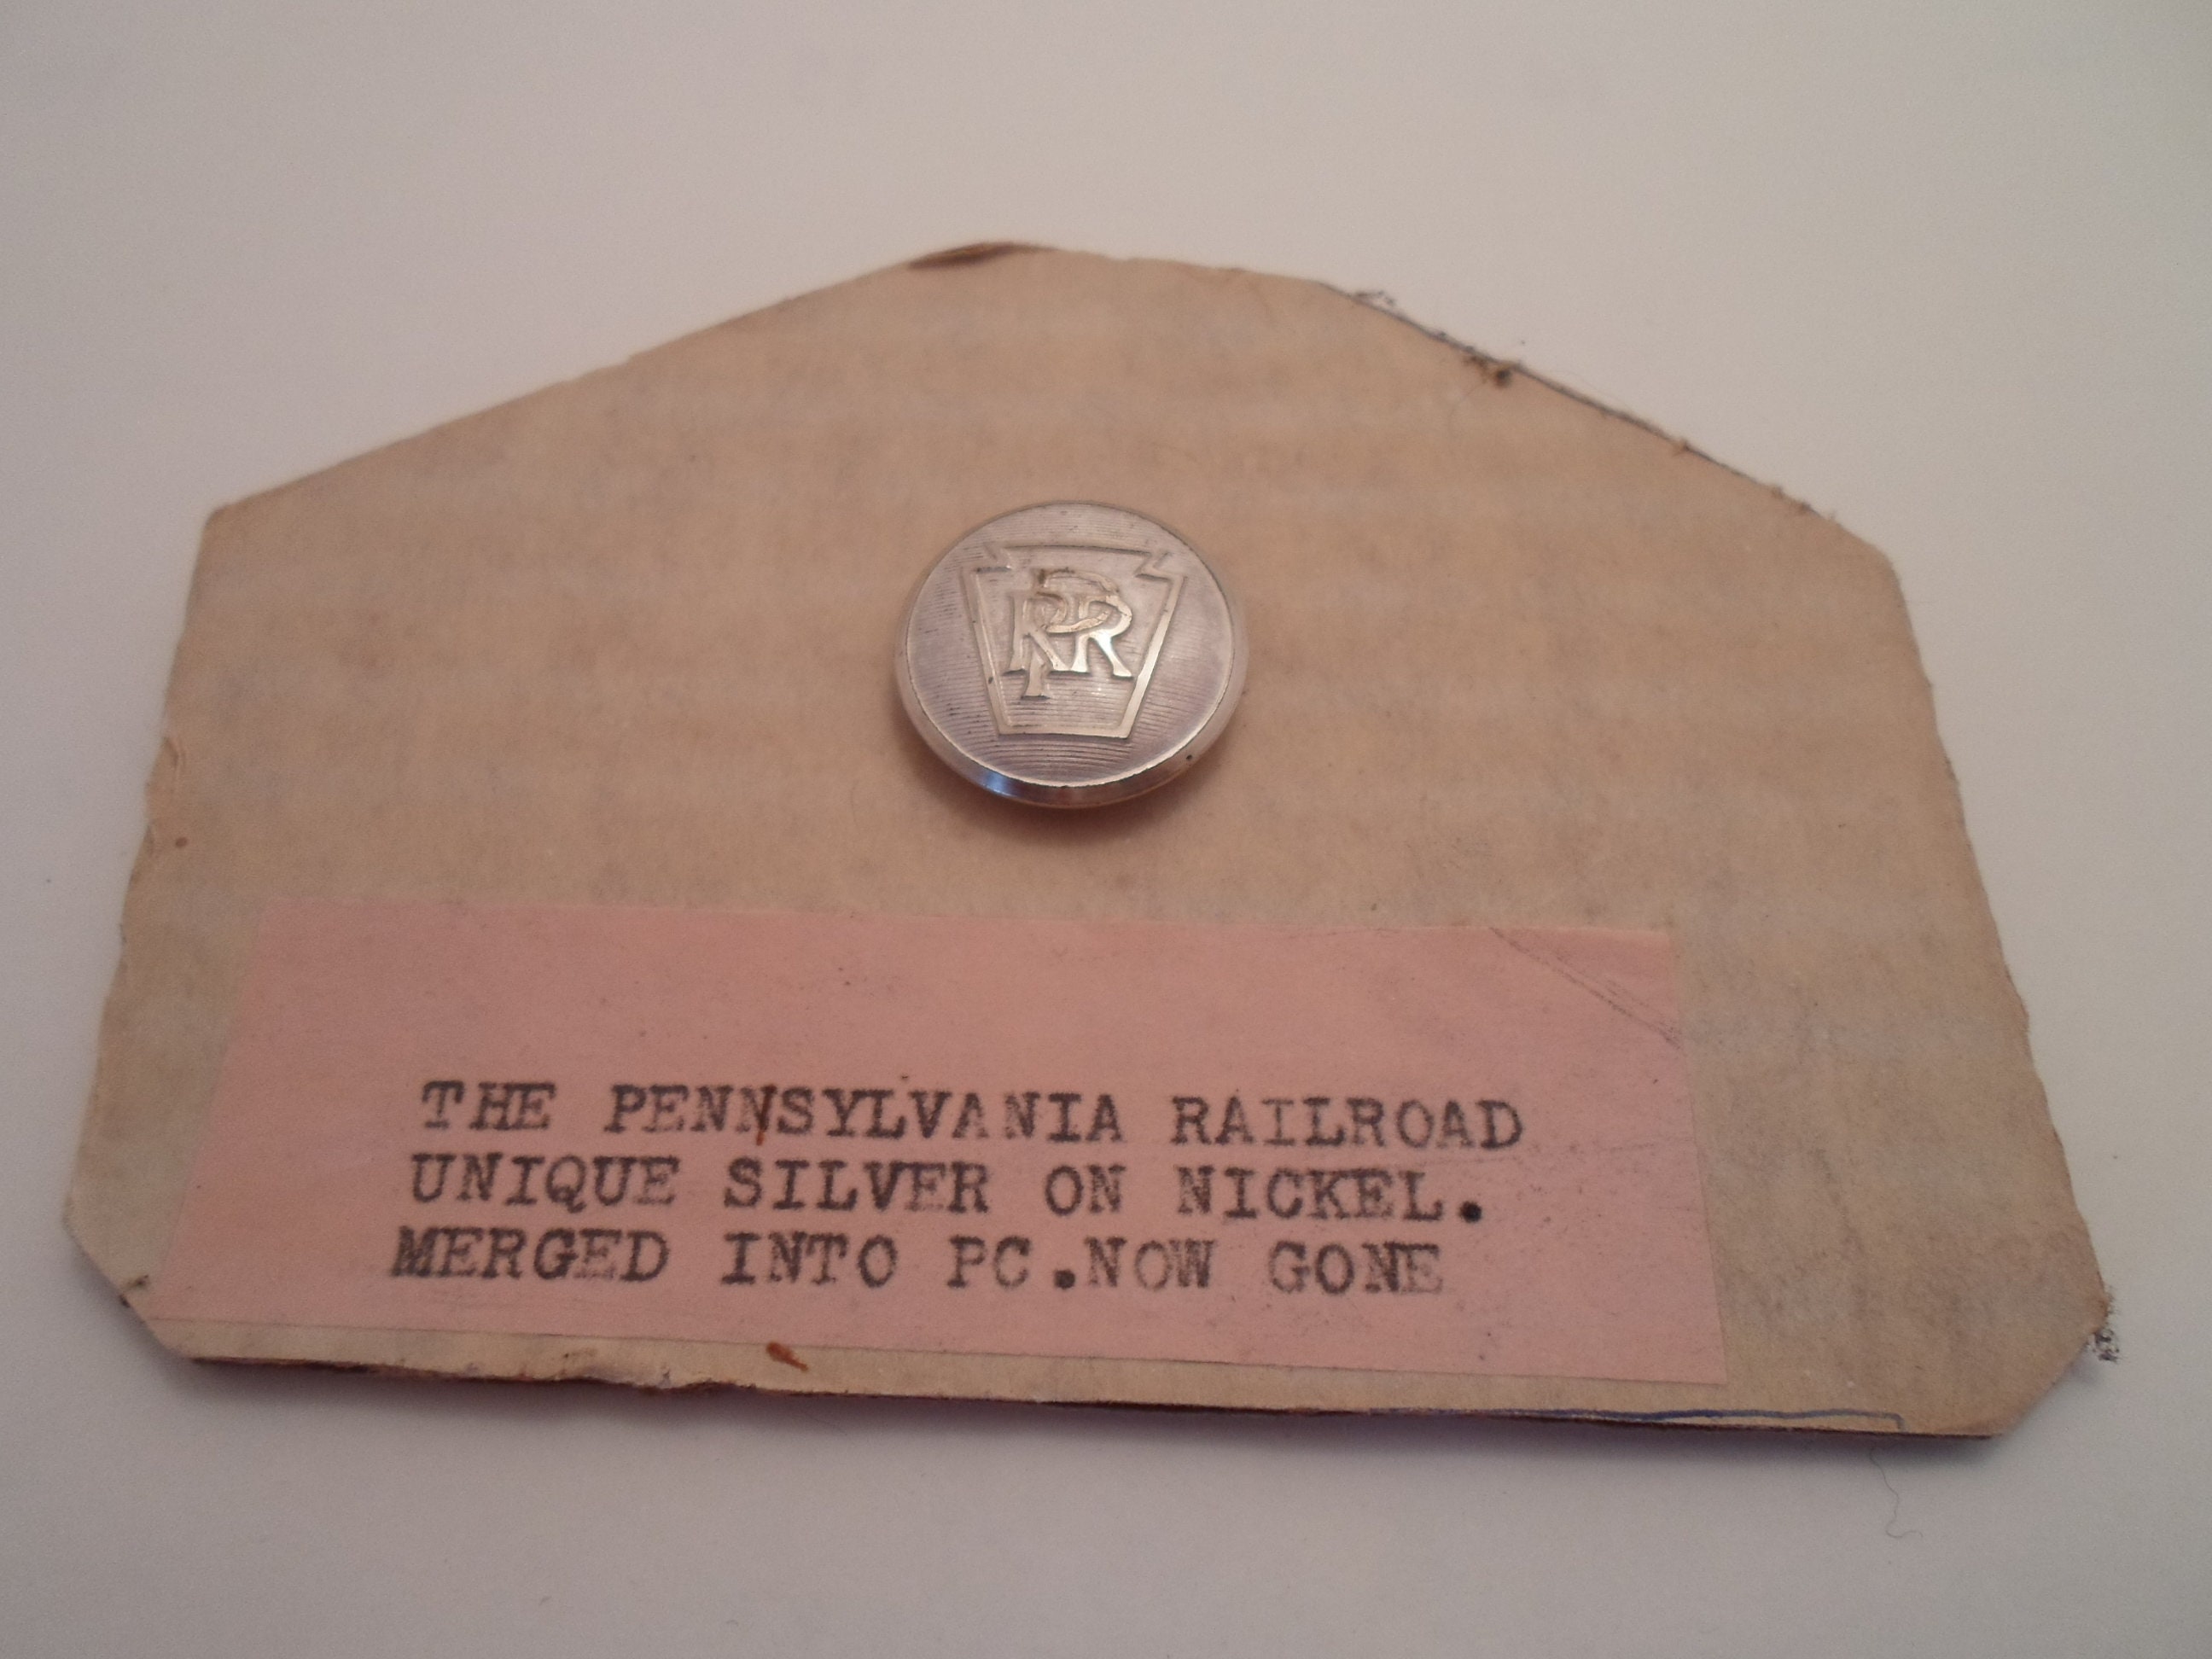 PRR
THE PENNSYLVANIA RAILROAD
UNIQUE SILVER ON NICKEL.
MERGED INTO PC.NOW GONE